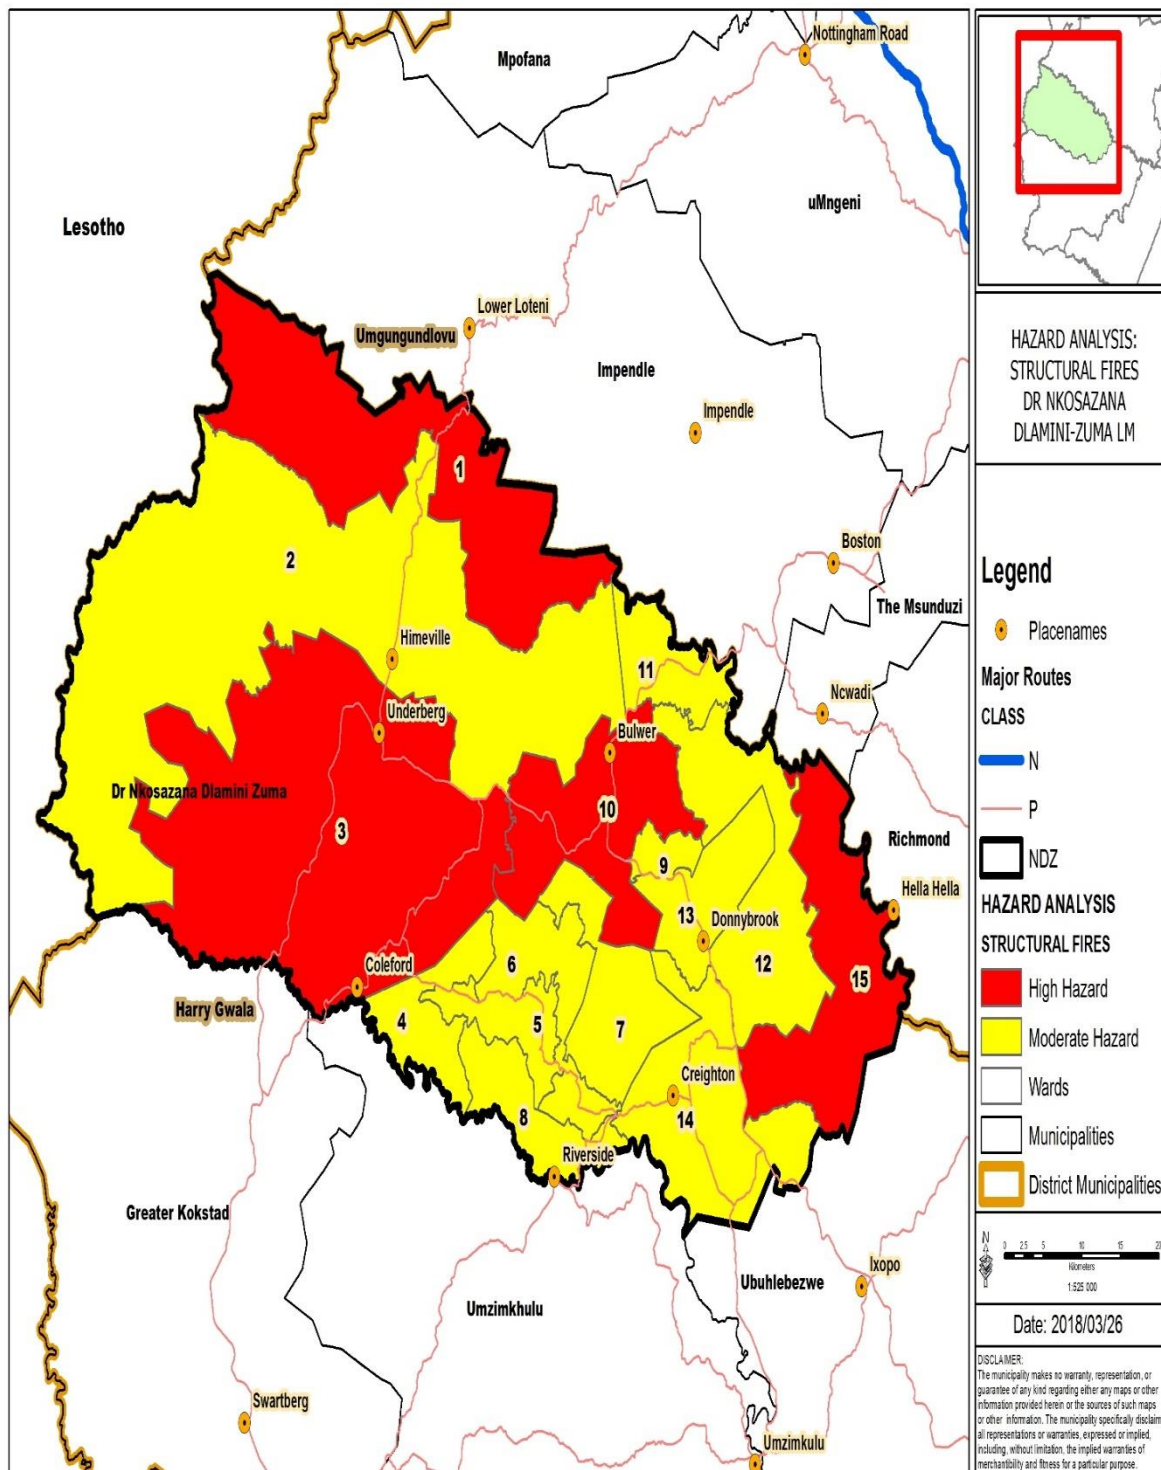 Nottingham Road
Mpofana
uMngeni
Lesotho
Lower Loteni
Umgungundlovu
Impendle
Impendle
1
Boston
2
The Msunduzi
Himeville
11
Ncwadi
Underberg
Bulwer
Dr Nkosazana Dlamini Zuma
10
3
Richmond
9
Hella Hella
13
Donnybrook
6
12
Coleford
15
Harry Gwala
4
5
7
Creighton
8
14
Riverside
Greater Kokstad
Ubuhlebezwe
Ixopo
Umzimkhulu
Swartberg
Umzimkulu
HAZARD ANALYSIS:
STRUCTURAL FIRES
DR NKOSAZANA
DLAMINI-ZUMA LM
Legend
Placenames
Major Routes
CLASS
N
P
NDZ
HAZARD ANALYSIS
STRUCTURAL FIRES
High Hazard
Moderate Hazard
Wards
Municipalities
District Municipalities
N
0 2.5 5 10 15 20
Kilometers
1:525 000
Date: 2018/03/26
DISCLAIMER:
The municipality makes no warranty, representation, or
guarantee of any kind regarding either any maps or other
information provided herein or the sources of such maps
or other information. The municipality specifically disclaim
all representations or warranties, expressed or implied,
including, without limitation, the implied warranties of
merchantibility and fitness for a particular purpose.